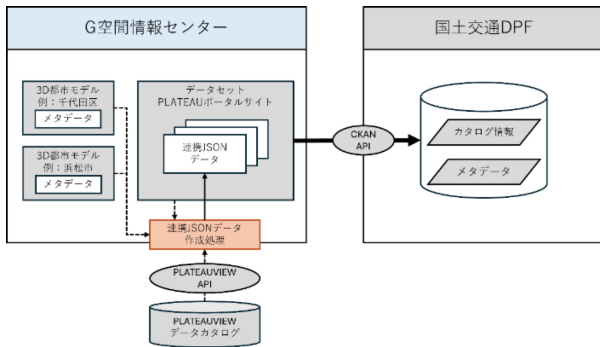 G空間情報センター
国土交通DPF
3D都市モデル
例：千代田区
メタデータ
3D都市モデル
例：浜松市
メタデータ
データセット
PLATEAUポータルサイト
連携JSON
データ
CKAN
API
カタログ情報
メタデータ
連携JSONデータ
作成処理
PLATEAUVIEW
API
PLATEAUVIEW
データカタログ